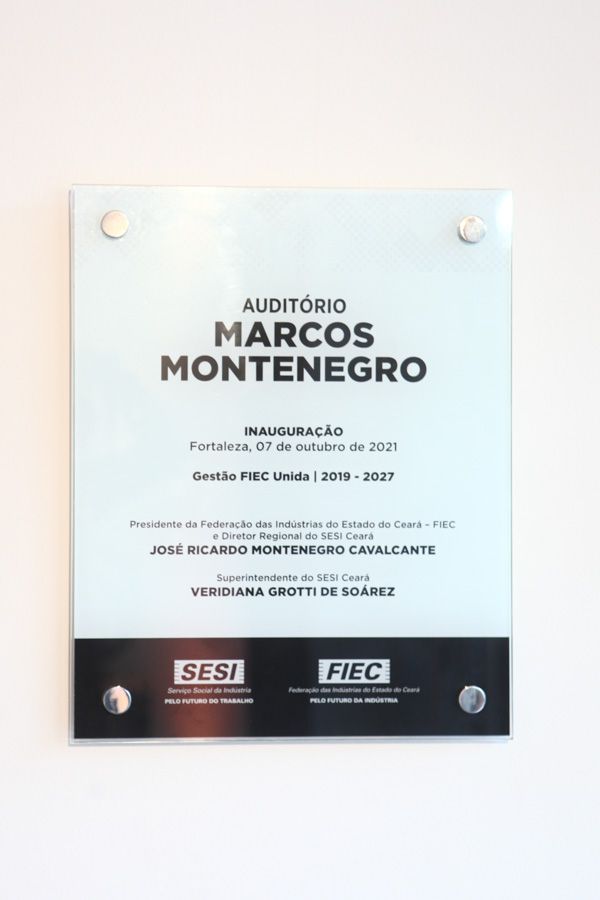 AUDITÓRIO
MARCOS
MONTENEGRO
INAUGURAÇÃO
Fortaleza, 07 de outubro de 2021
Gestão FIEC Unida | 2019 - 2027
Presidente da Federação das Indústrias do Estado do Ceará – FIEC
e Diretor Regional do SESI Ceará
JOSÉ RICARDO MONTENEGRO CAVALCANTE
Superintendente do SESI Ceará
VERIDIANA GROTTI DE SOÁREZ
SESI
Serviço Social da Indústria
PELO FUTURO DO TRABALHO
FIEC
Federação das Indústrias do Estado do Ceará
PELO FUTURO DA INDÚSTRIA